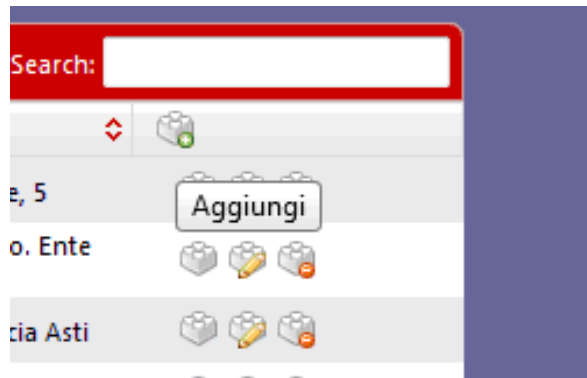 Search:
e, 5
Aggiungi
o. Ente
cia Asti